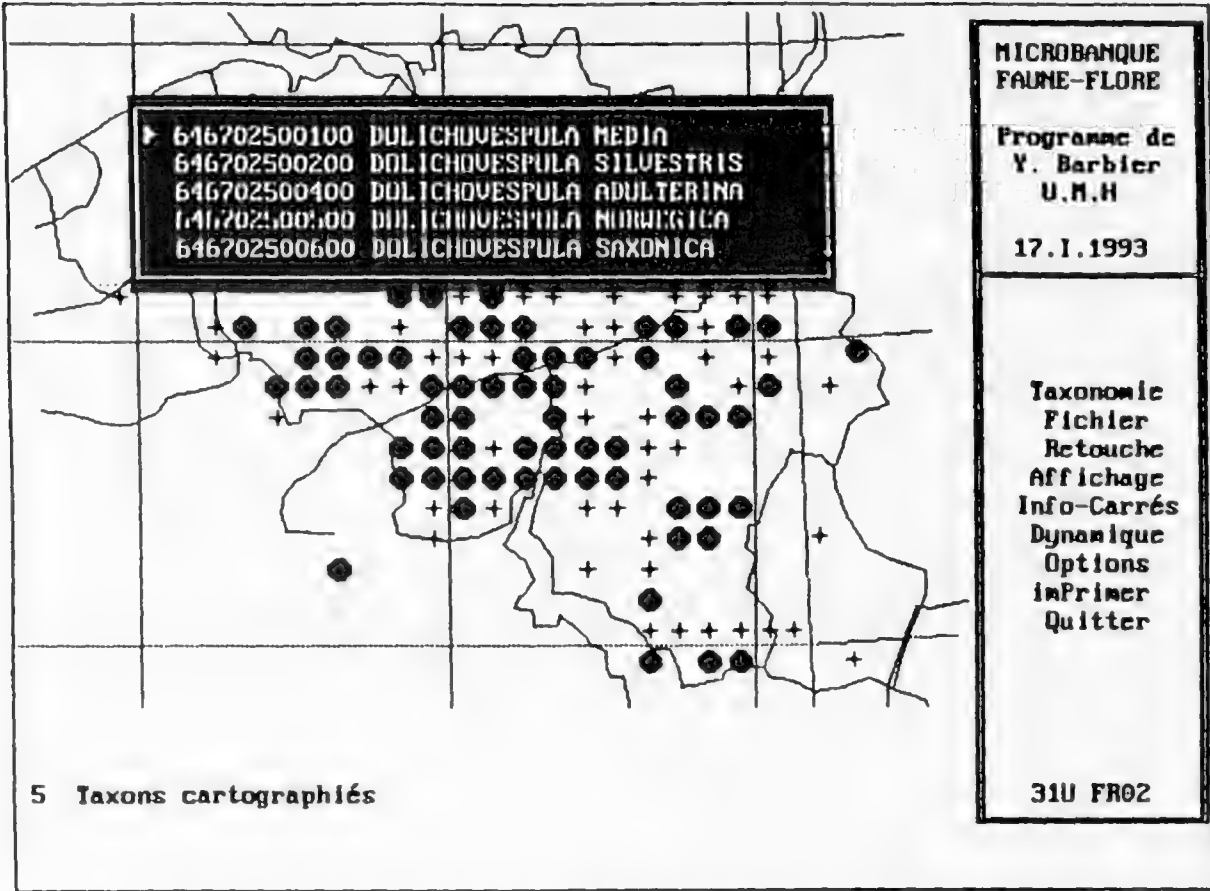 646702500100 DOLICHOVESPULA MEDIA
646702500200 DOLICHOVESPULA SILVESTRIS
646702500400 DOLICHOVESPULA ADULTERINA
646702500500 DOLICHOVESPULA NORWEGICA
646702500600 DOLICHOVESPULA SAXONICA
5 Taxons cartographiés
MICROBANQUE
FAUNE-FLORE
Programme de
Y. Barbier
U.M.H
17.I.1993
Taxonomie
Fichier
Retouche
Affichage
Info-Carrés
Dynamique
Options
imPrimer
Quitter
31U FR02